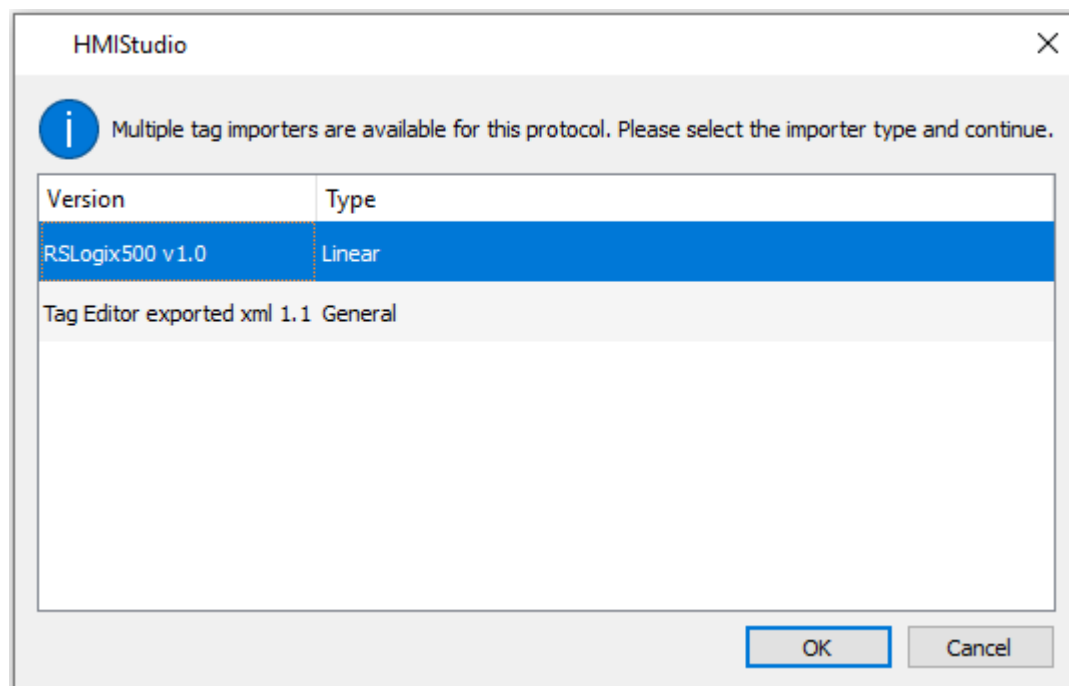 HMIStudio
Multiple tag importers are available for this protocol. Please select the importer type and continue.
Version Type
RSLogix500 v1.0 Linear
Tag Editor exported xml 1.1 General
OK Cancel